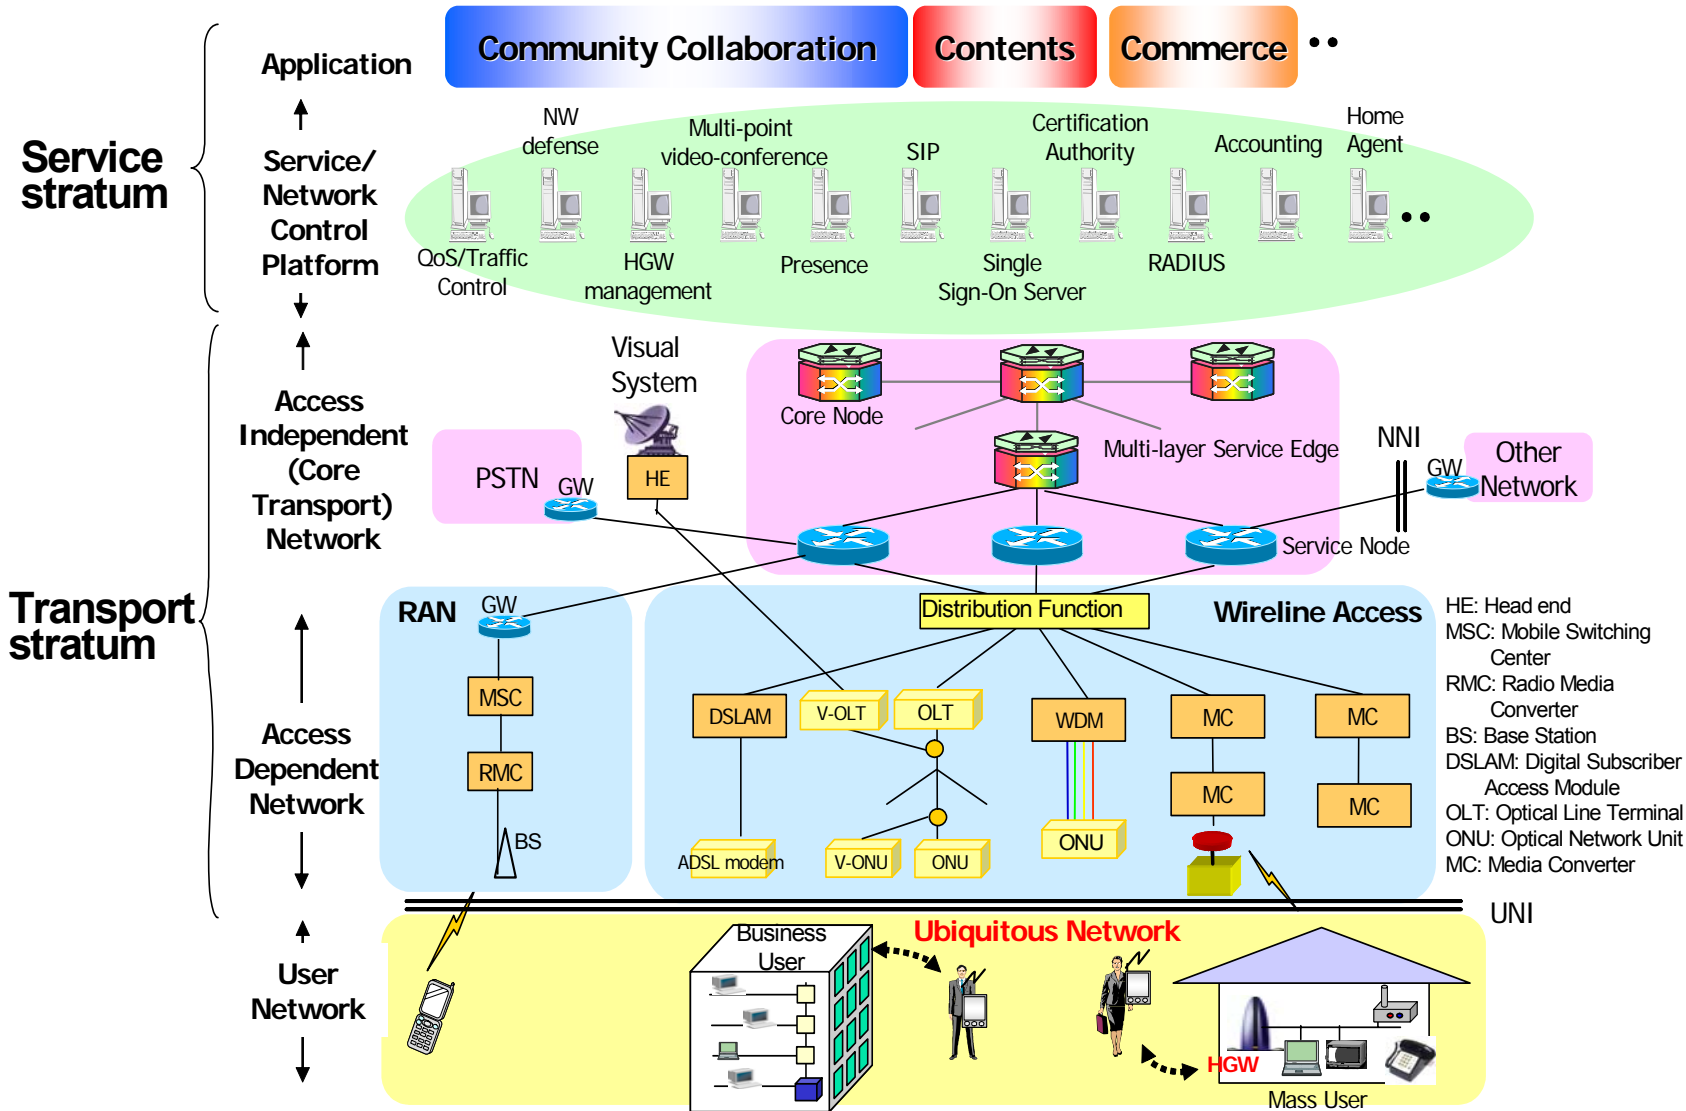 Community Collaboration
Contents
Commerce
Application
Service
stratum
Service/
Network
Control
Platform
NW
defense
Multi-point
video-conference
SIP
Certification
Authority
Accounting
Home
Agent
QoS/Traffic
Control
HGW
management
Presence
Single
Sign-On Server
RADIUS
Transport
stratum
Access
Independent
(Core
Transport)
Network
Visual
System
HE
PSTN
GW
Core Node
Multi-layer Service Edge
NNI
GW
Other
Network
Service Node
Access
Dependent
Network
RAN
GW
MSC
RMC
BS
Distribution Function
Wireline Access
DSLAM
V-OLT
OLT
WDM
MC
MC
MC
MC
ADSL modem
V-ONU
ONU
ONU
HE: Head end
MSC: Mobile Switching
Center
RMC: Radio Media
Converter
BS: Base Station
DSLAM: Digital Subscriber
Access Module
OLT: Optical Line Terminal
ONU: Optical Network Unit
MC: Media Converter
UNI
User
Network
Business
User
Ubiquitous Network
HGW
Mass User